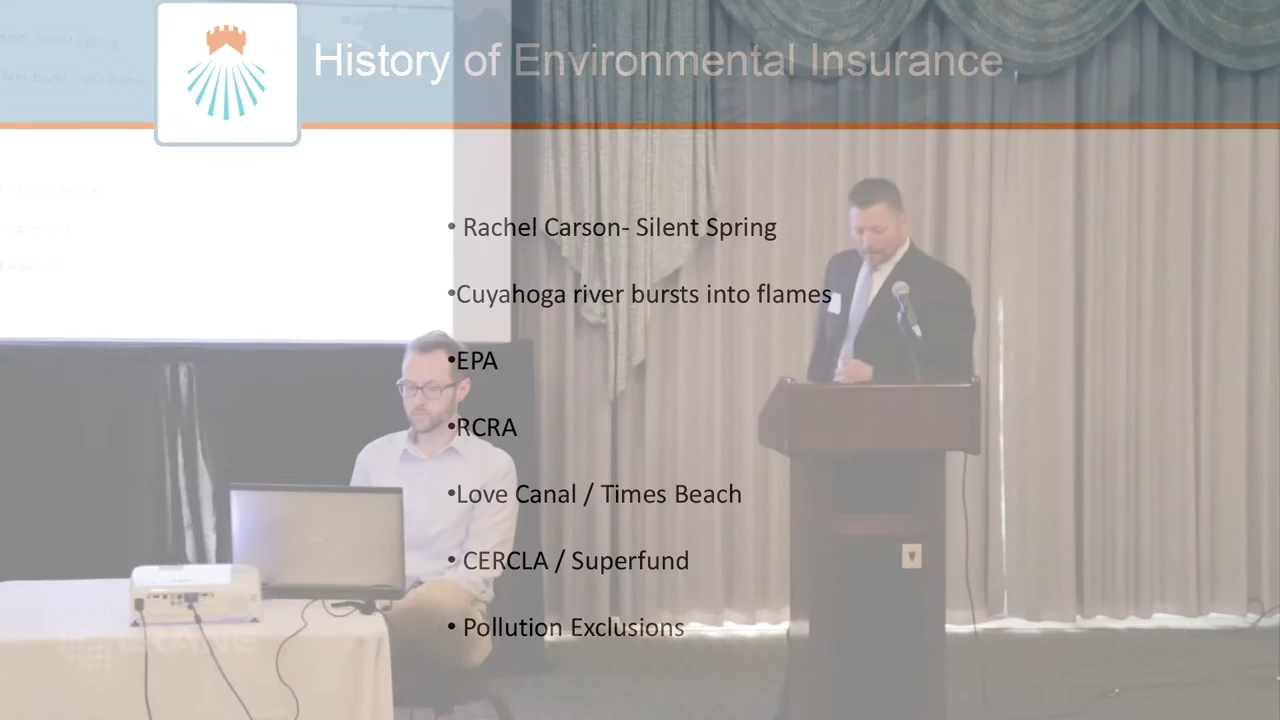 History of Environmental Insurance
• Rachel Carson- Silent Spring
•Cuyahoga river bursts into flames
•EPA
•RCRA
•Love Canal / Times Beach
• CERCLA / Superfund
• Pollution Exclusions